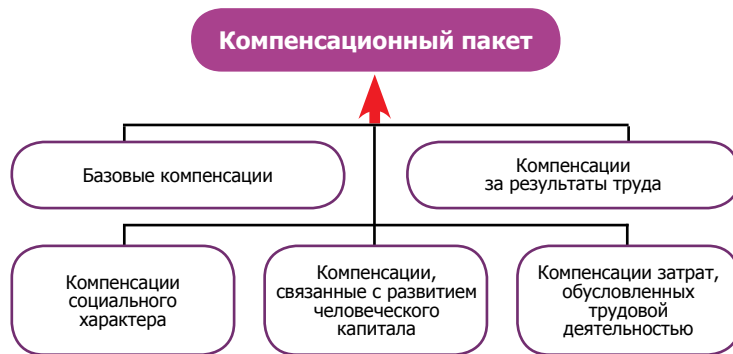 Компенсационный пакет
Базовые компенсации
Компенсации
за результаты труда
Компенсации
социального
характера
Компенсации,
связанные с развитием
человеческого
капитала
Компенсации затрат,
обусловленных
трудовой
деятельностью